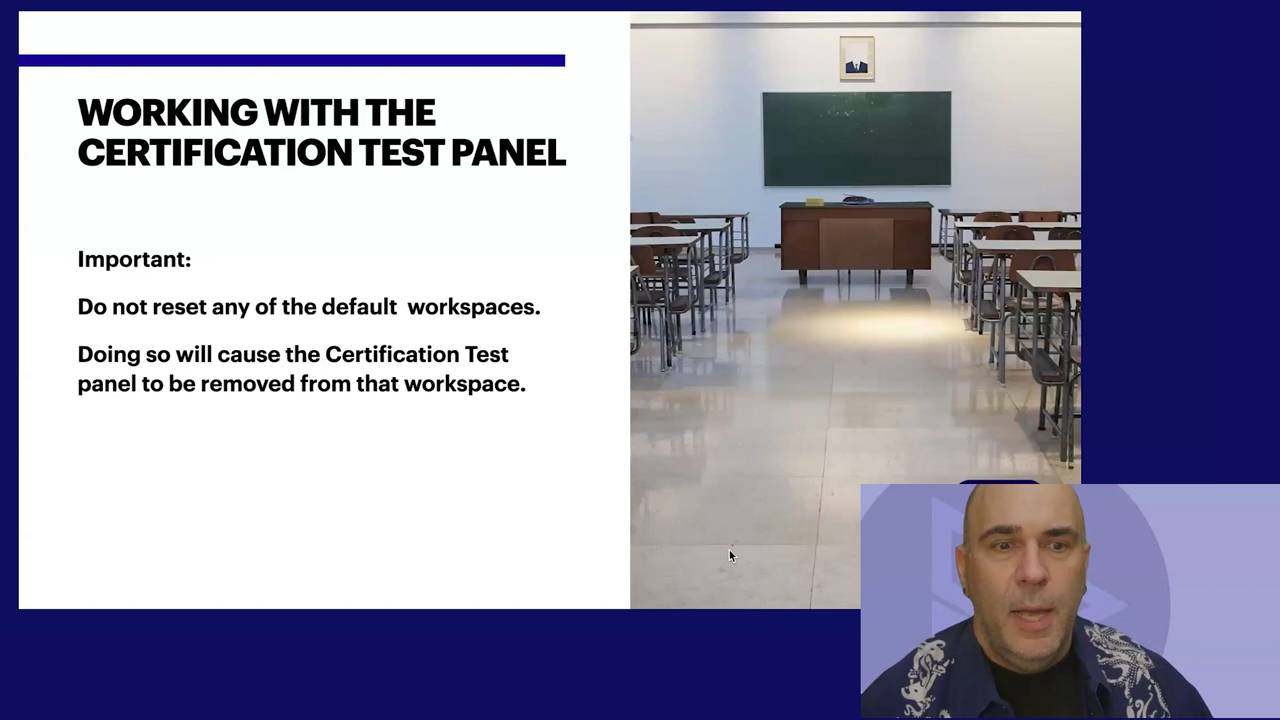 WORKING WITH THE
CERTIFICATION TEST PANEL
Important:
Do not reset any of the default  workspaces.
Doing so will cause the Certification Test
panel to be removed from that workspace.